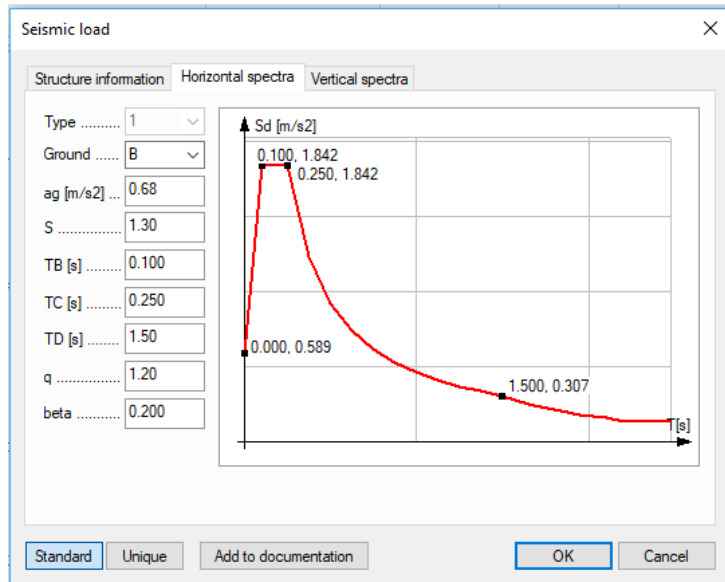 Seismic load
Structure information Horizontal spectra Vertical spectra
Type ......... 1
Ground ...... B
ag [m/s2] ... 0.68
S ............... 1.30
TB [s] ......... 0.100
TC [s] ......... 0.250
TD [s] ........ 1.50
q ................ 1.20
beta ........... 0.200
Sd [m/s2]
0.100, 1.842
0.250, 1.842
0.000, 0.589
1.500, 0.307
T[s]
Standard Unique Add to documentation OK Cancel